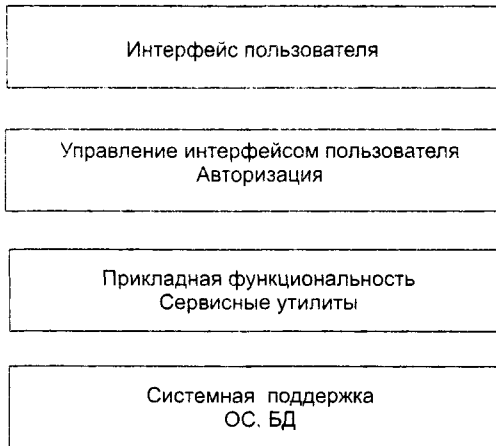 Интерфейс пользователя
Управление интерфейсом пользователя
Авторизация
Прикладная функциональность
Сервисные утилиты
Системная поддержка
ОС. БД